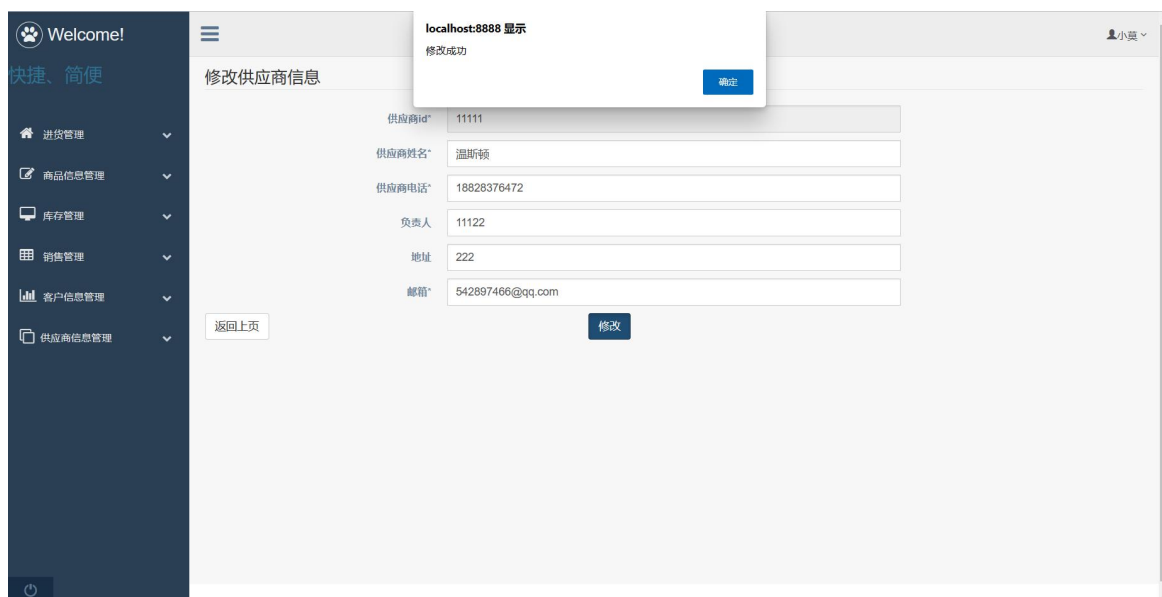 Welcome!
快捷、简便
进货管理
商品信息管理
库存管理
销售管理
客户信息管理
供应商信息管理
localhost:8888 显示
修改成功
确定
小莫
修改供应商信息
供应商id* 11111
供应商姓名* 温斯顿
供应商电话* 18828376472
负责人 11122
地址 222
邮箱* 542897466@qq.com
返回上页 修改